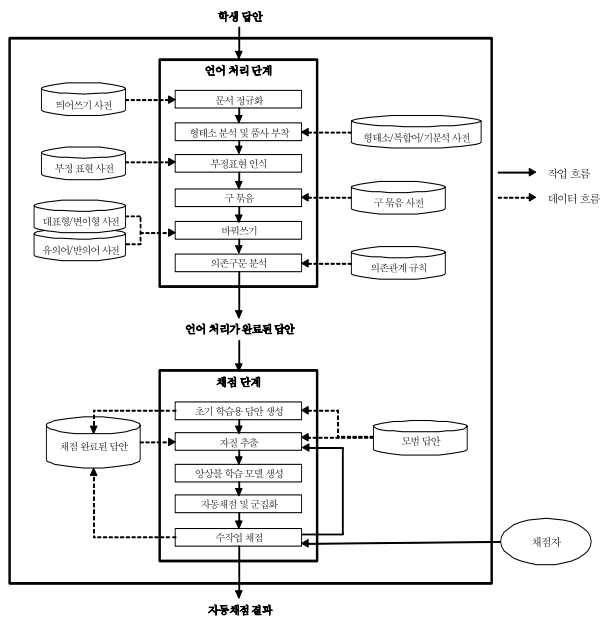 학생 답안
언어 처리 단계
띄어쓰기 사전
문서 정규화
형태소 분석 및 품사 부착
형태소/복합어/기분석 사전
부정 표현 사전
부정표현 인식
작업 흐름
데이터 흐름
구 묶음
구 묶음 사전
대표형/변이형 사전
유의어/반의어 사전
바꿔쓰기
의존구문 분석
의존관계 규칙
언어 처리가 완료된 답안
채점 단계
초기 학습용 답안 생성
채점 완료된 답안
자질 추출
모범 답안
앙상블 학습 모델 생성
자동채점 및 군집화
수작업 채점
채점자
자동채점 결과